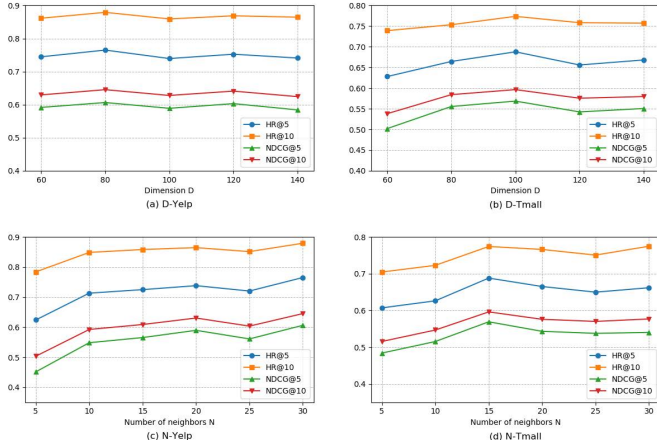 0.9
0.8
0.7
0.6
0.5
0.4
60 80 100 120 140
Dimension D
HR@5
HR@10
NDCG@5
NDCG@10
(a) D-Yelp
0.80
0.75
0.70
0.65
0.60
0.55
0.50
0.45
0.40
60 80 100 120 140
Dimension D
HR@5
HR@10
NDCG@5
NDCG@10
(b) D-Tmall
0.9
0.8
0.7
0.6
0.5
0.4
5 10 15 20 25 30
Number of neighbors N
HR@5
HR@10
NDCG@5
NDCG@10
(c) N-Yelp
0.8
0.7
0.6
0.5
0.4
5 10 15 20 25 30
Number of neighbors N
HR@5
HR@10
NDCG@5
NDCG@10
(d) N-Tmall